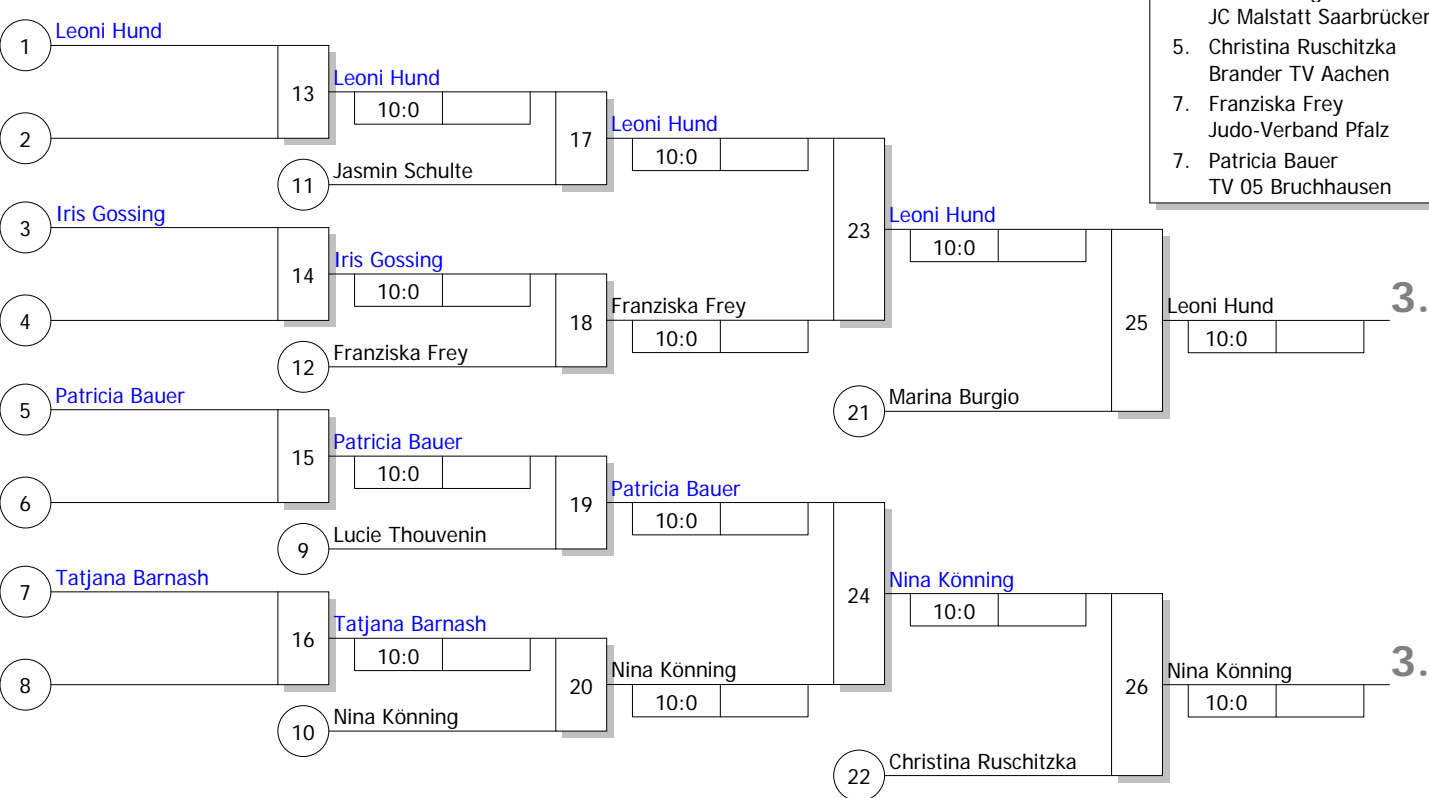 JC Malstatt Saarbrücken
5. Christina Ruschitzka
Brander TV Aachen
7. Franziska Frey
Judo-Verband Pfalz
7. Patricia Bauer
TV 05 Bruchhausen
1 Leoni Hund
2
13 Leoni Hund
10:0
11 Jasmin Schulte
17 Leoni Hund
10:0
3 Iris Gossing
4
14 Iris Gossing
10:0
12 Franziska Frey
18 Franziska Frey
10:0
23 Leoni Hund
10:0
21 Marina Burgio
25 Leoni Hund
10:0
3.
5 Patricia Bauer
6
15 Patricia Bauer
10:0
9 Lucie Thouvenin
19 Patricia Bauer
10:0
7 Tatjana Barnash
8
16 Tatjana Barnash
10:0
10 Nina Könning
20 Nina Könning
10:0
24 Nina Könning
10:0
22 Christina Ruschitzka
26 Nina Könning
10:0
3.